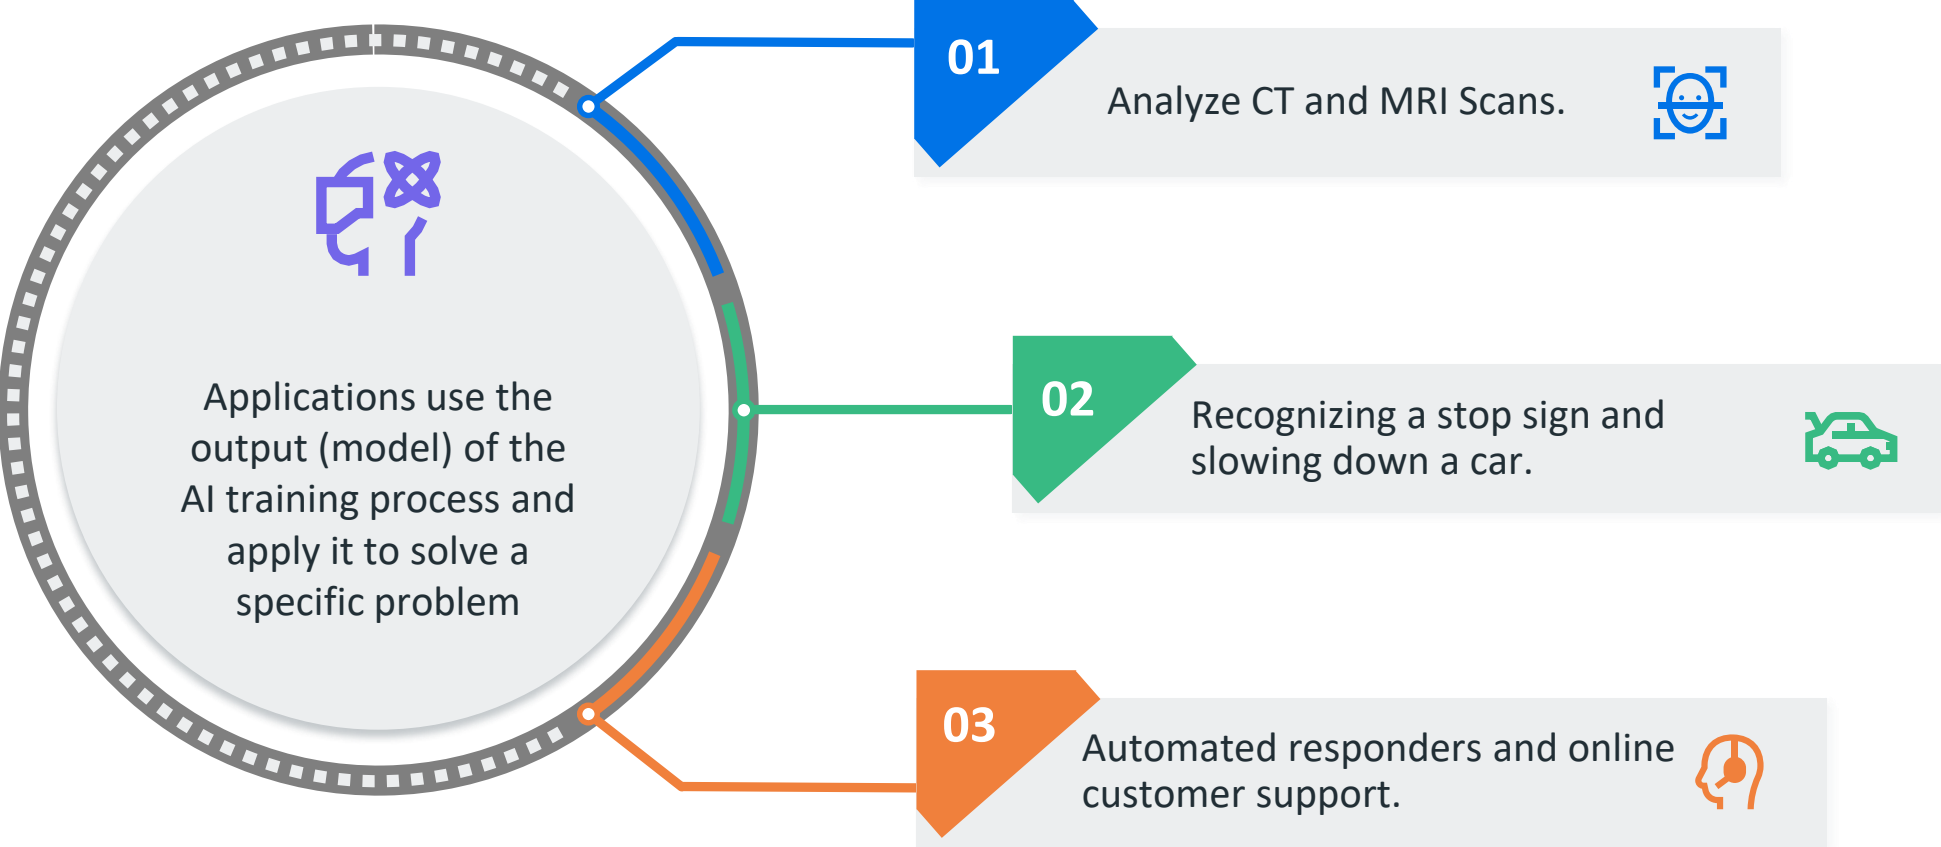 Applications use the
output (model) of the
AI training process and
apply it to solve a
specific problem
01
Analyze CT and MRI Scans.
02
Recognizing a stop sign and
slowing down a car.
03
Automated responders and online
customer support.